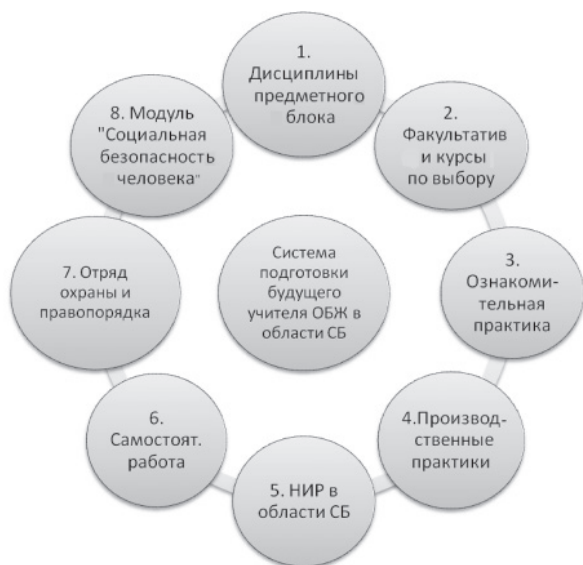 1.
Дисциплины
предметного
блока
2.
Факультатив
и курсы
по выбору
3.
Ознакоми-
тельная
практика
4.Производ-
ственные
практики
5. НИР в
области СБ
6.
Самостоят.
работа
7. Отряд
охраны и
правопорядка
8. Модуль
"Социальная
безопасность
человека"
Система
подготовки
будущего
учителя ОБЖ в
области СБ